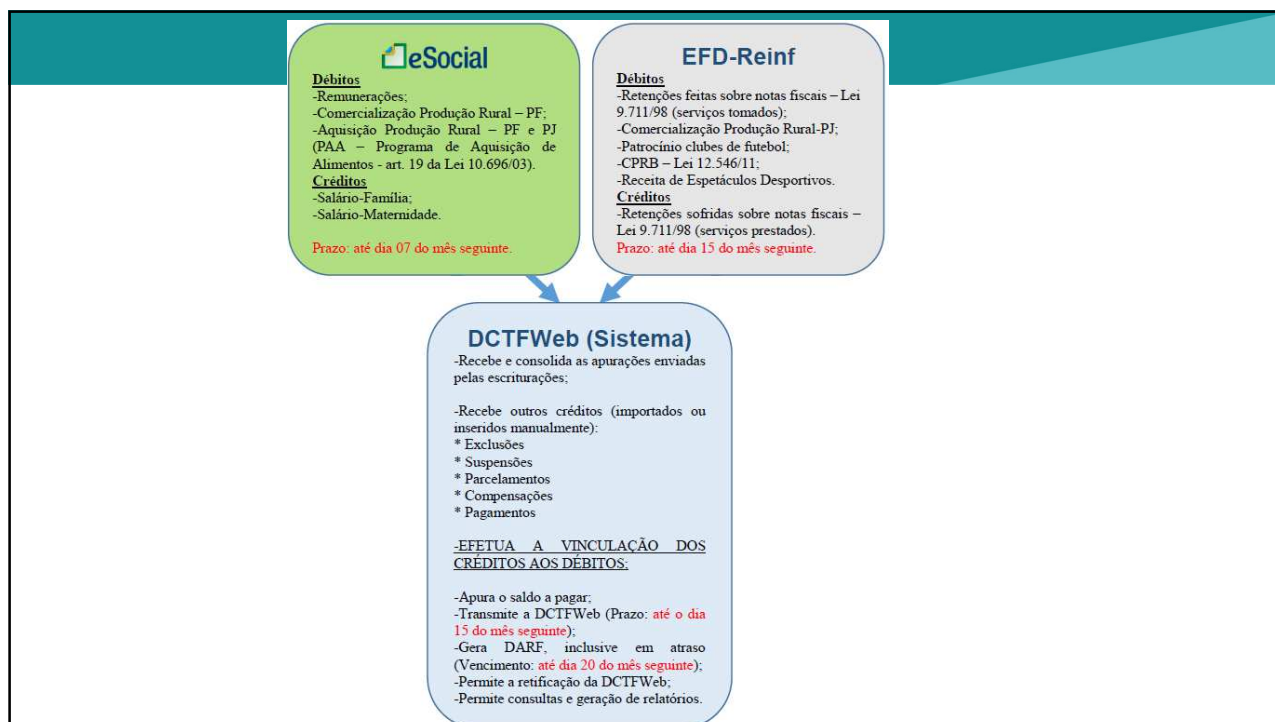 eSocial
Débitos
-Remunerações;
-Comercialização Produção Rural – PF;
-Aquisição Produção Rural – PF e PJ
(PAA – Programa de Aquisição de
Alimentos - art. 19 da Lei 10.696/03).
Créditos
-Salário-Família;
-Salário-Maternidade.
Prazo: até dia 07 do mês seguinte.
EFD-Reinf
Débitos
-Retenções feitas sobre notas fiscais – Lei
9.711/98 (serviços tomados);
-Comercialização Produção Rural-PJ;
-Patrocínio clubes de futebol;
-CPRB – Lei 12.546/11;
-Receita de Espetáculos Desportivos.
Créditos
-Retenções sofridas sobre notas fiscais –
Lei 9.711/98 (serviços prestados).
Prazo: até dia 15 do mês seguinte.
DCTFWeb (Sistema)
-Recebe e consolida as apurações enviadas
pelas escriturações;
-Recebe outros créditos (importados ou
inseridos manualmente):
* Exclusões
* Suspensões
* Parcelamentos
* Compensações
* Pagamentos
-EFETUA A VINCULAÇÃO DOS
CRÉDITOS AOS DÉBITOS;
-Apura o saldo a pagar;
-Transmite a DCTFWeb (Prazo: até o dia
15 do mês seguinte);
-Gera DARF, inclusive em atraso
(Vencimento: até dia 20 do mês seguinte);
-Permite a retificação da DCTFWeb;
-Permite consultas e geração de relatórios.